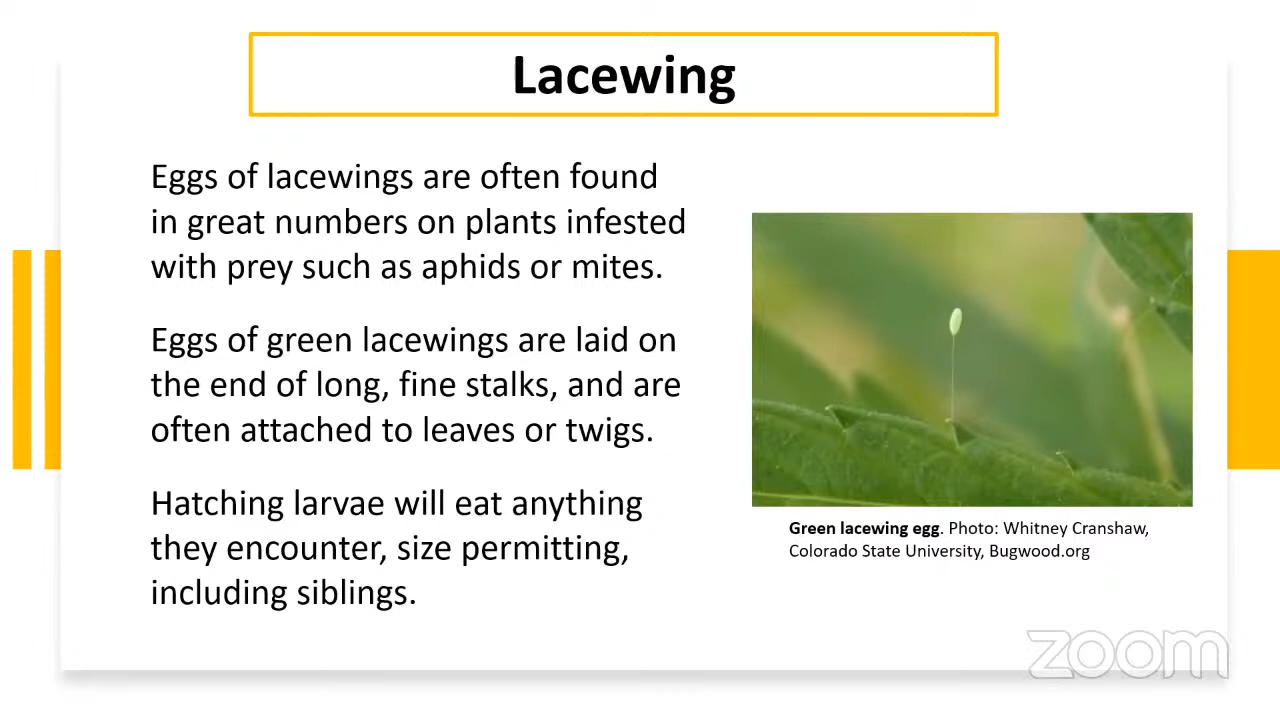 Lacewing
Eggs of lacewings are often found
in great numbers on plants infested
with prey such as aphids or mites.
Eggs of green lacewings are laid on
the end of long, fine stalks, and are
often attached to leaves or twigs.
Hatching larvae will eat anything
they encounter, size permitting,
including siblings.
Green lacewing egg. Photo: Whitney Cranshaw,
Colorado State University, Bugwood.org
zoom